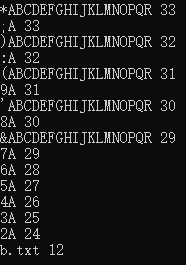 *ABCDEFGHIJKLMNOPQR 33
;A 33
)ABCDEFGHIJKLMNOPQR 32
:A 32
(ABCDEFGHIJKLMNOPQR 31
9A 31
'ABCDEFGHIJKLMNOPQR 30
8A 30
&ABCDEFGHIJKLMNOPQR 29
7A 29
6A 28
5A 27
4A 26
3A 25
2A 24
b.txt 12